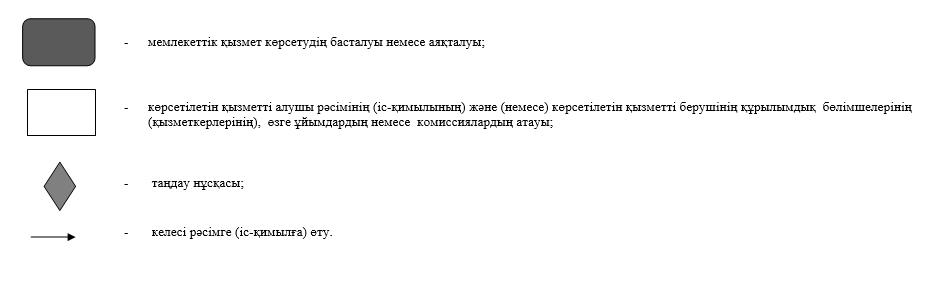 - мемлекеттік қызмет көрсетудің басталуы немесе аяқталуы;
- көрсетілетін қызметті алушы рәсімінің (іс-қимылының) және (немесе) көрсетілетін қызметті берушінің құрылымдық бөлімшелерінің
(қызметкерлерінің), өзге ұйымдардың немесе комиссиялардың атауы;
- таңдау нұсқасы;
- келесі рәсімге (іс-қимылға) өту.